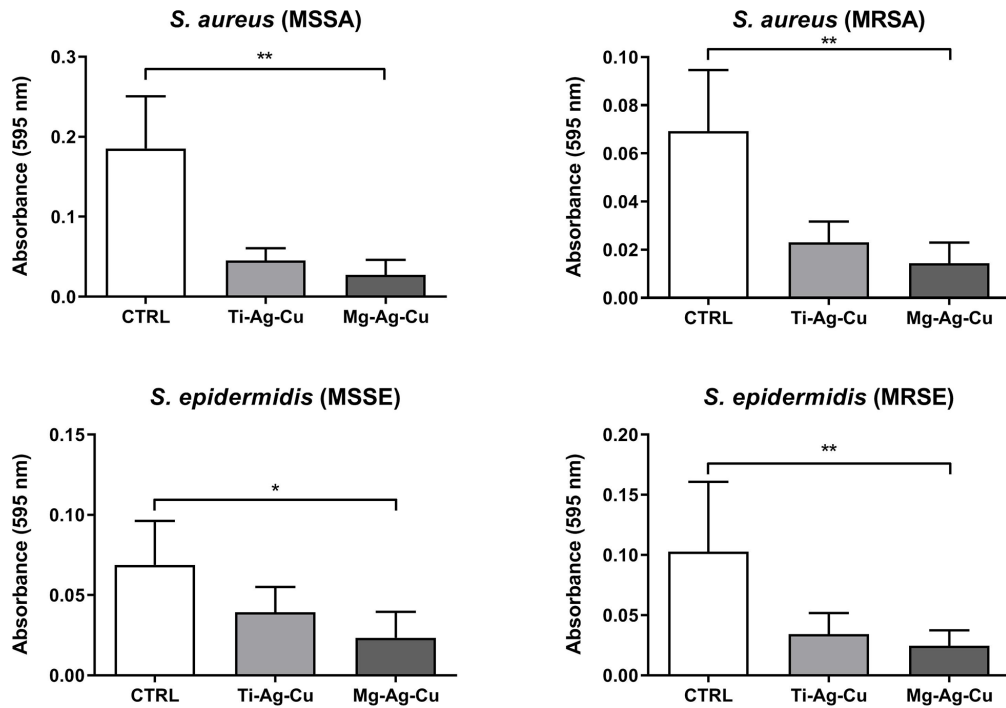 S. aureus (MSSA)
Absorbance (595 nm)
0.3
0.2
0.1
0.0
**
CTRL Ti-Ag-Cu Mg-Ag-Cu
S. aureus (MRSA)
Absorbance (595 nm)
0.10
0.08
0.06
0.04
0.02
0.00
**
CTRL Ti-Ag-Cu Mg-Ag-Cu
S. epidermidis (MSSE)
Absorbance (595 nm)
0.15
0.10
0.05
0.00
*
CTRL Ti-Ag-Cu Mg-Ag-Cu
S. epidermidis (MRSE)
Absorbance (595 nm)
0.20
0.15
0.10
0.05
0.00
**
CTRL Ti-Ag-Cu Mg-Ag-Cu